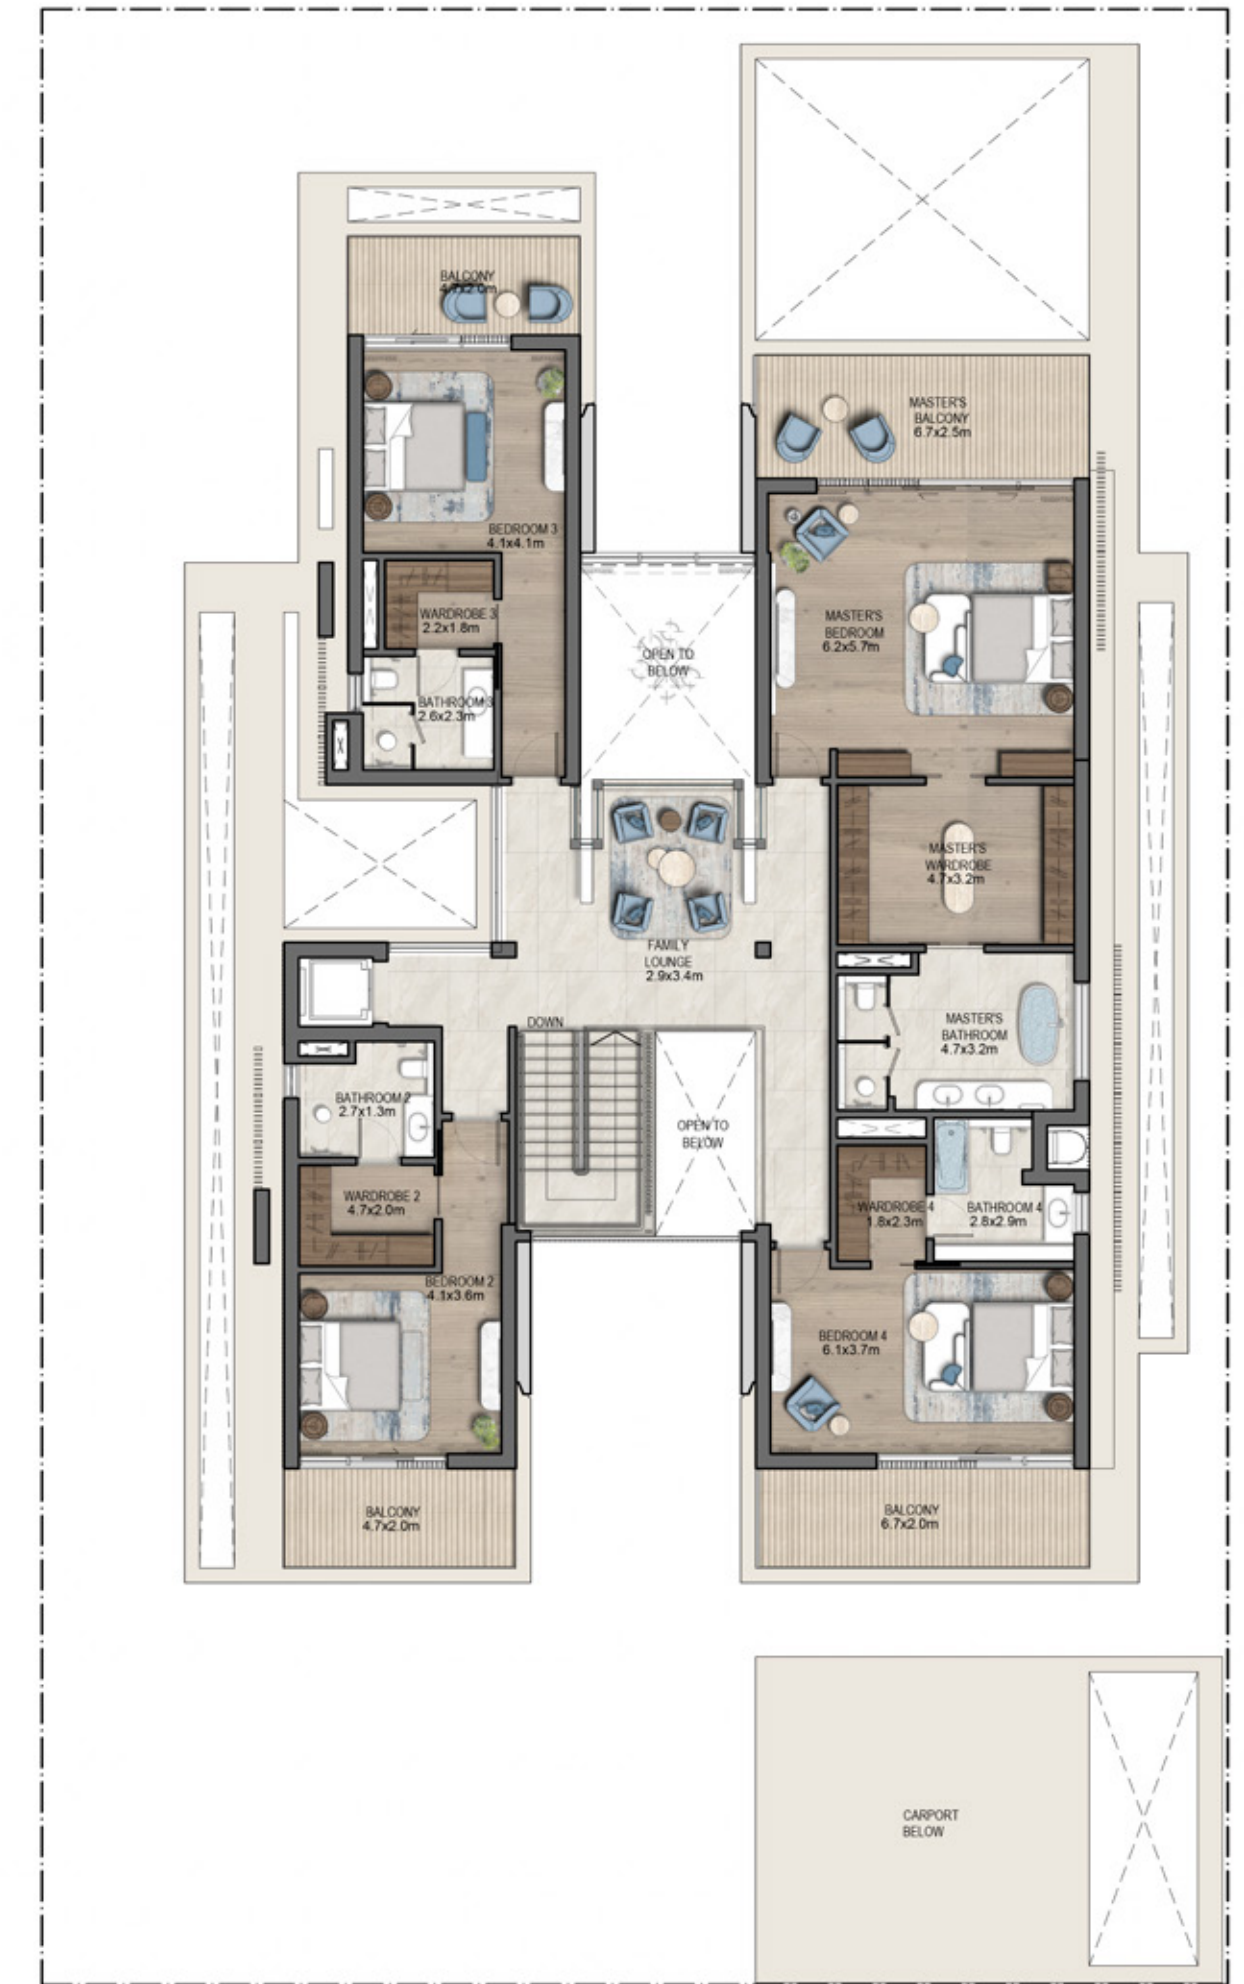 BALCONY
4.7x2.0m
MASTER'S
BALCONY
6.7x2.5m
BEDROOM 3
4.1x4.1m
WARDROBE 3
2.2x1.8m
MASTER'S
BEDROOM
6.2x5.7m
OPEN TO
BELOW
BATHROOM 3
2.6x2.3m
MASTER'S
WARDROBE
4.7x3.2m
FAMILY
LOUNGE
2.9x3.4m
DOWN
MASTER'S
BATHROOM
4.7x3.2m
BATHROOM 2
2.7x1.3m
OPEN TO
BELOW
WARDROBE 2
4.7x2.0m
WARDROBE 4
1.8x2.3m
BATHROOM 4
2.8x2.9m
BEDROOM 2
4.1x3.6m
BEDROOM 4
6.1x3.7m
BALCONY
4.7x2.0m
BALCONY
6.7x2.0m
CARPORT
BELOW